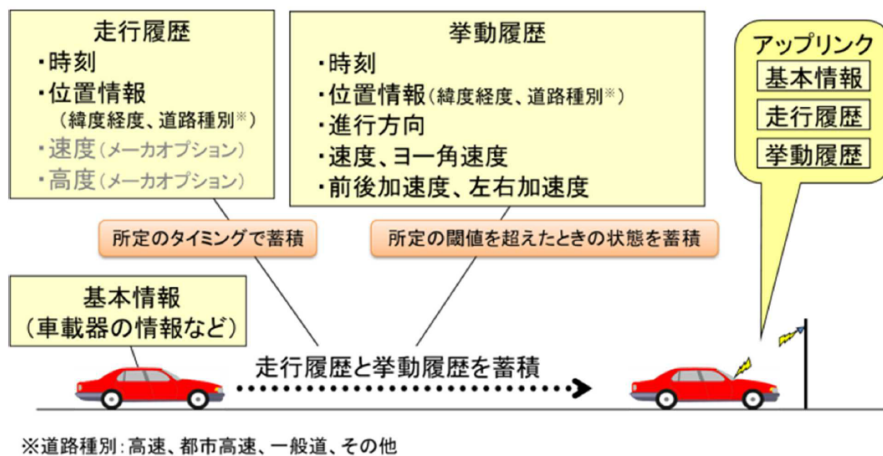 走行履歴
・時刻
・位置情報
(緯度経度、道路種別※)
・速度(メーカオプション)
・高度(メーカオプション)
挙動履歴
・時刻
・位置情報(緯度経度、道路種別※)
・進行方向
・速度、ヨー角速度
・前後加速度、左右加速度
アップリンク
基本情報
走行履歴
挙動履歴
所定のタイミングで蓄積
所定の閾値を超えたときの状態を蓄積
基本情報
(車載器の情報など)
走行履歴と挙動履歴を蓄積
※道路種別:高速、都市高速、一般道、その他